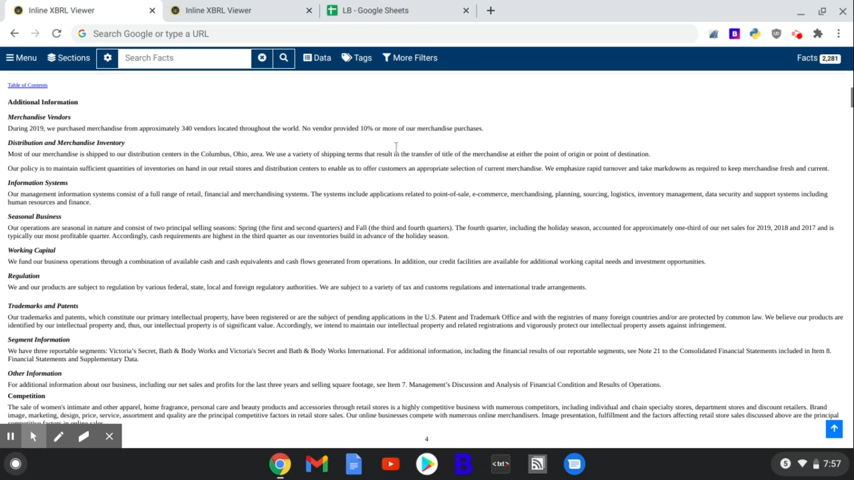 Inline XBRL Viewer
Inline XBRL Viewer
LB - Google Sheets
Search Google or type a URL
Menu Sections Search Facts Data Tags More Filters Facts 2,281
Table of Contents
Additional Information
Merchandise Vendors
During 2019, we purchased merchandise from approximately 340 vendors located throughout the world. No vendor provided 10% or more of our merchandise purchases.
Distribution and Merchandise Inventory
Most of our merchandise is shipped to our distribution centers in the Columbus, Ohio, area. We use a variety of shipping terms that result in the transfer of title of the merchandise at either the point of origin or point of destination.
Our policy is to maintain sufficient quantities of inventories on hand in our retail stores and distribution centers to enable us to offer customers an appropriate selection of current merchandise. We emphasize rapid turnover and take markdowns as required to keep merchandise fresh and current.
Information Systems
Our management information systems consist of a full range of retail, financial and merchandising systems. The systems include applications related to point-of-sale, e-commerce, merchandising, planning, sourcing, logistics, inventory management, data security and support systems including
human resources and finance.
Seasonal Business
Our operations are seasonal in nature and consist of two principal selling seasons: Spring (the first and second quarters) and Fall (the third and fourth quarters). The fourth quarter, including the holiday season, accounted for approximately one-third of our net sales for 2019, 2018 and 2017 and is
typically our most profitable quarter. Accordingly, cash requirements are highest in the third quarter as our inventories build in advance of the holiday season.
Working Capital
We fund our business operations through a combination of available cash and cash equivalents and cash flows generated from operations. In addition, our credit facilities are available for additional working capital needs and investment opportunities.
Regulation
We and our products are subject to regulation by various federal, state, local and foreign regulatory authorities. We are subject to a variety of tax and customs regulations and international trade arrangements.
Trademarks and Patents
Our trademarks and patents, which constitute our primary intellectual property, have been registered or are the subject of pending applications in the U.S. Patent and Trademark Office and with the registries of many foreign countries and/or are protected by common law. We believe our products are
identified by our intellectual property and, thus, our intellectual property is of significant value. Accordingly, we intend to maintain our intellectual property and related registrations and vigorously protect our intellectual property assets against infringement.
Segment Information
We have three reportable segments: Victoria's Secret, Bath & Body Works and Victoria's Secret and Bath & Body Works International. For additional information, including the financial results of our reportable segments, see Note 21 to the Consolidated Financial Statements included in Item 8.
Financial Statements and Supplementary Data.
Other Information
For additional information about our business, including our net sales and profits for the last three years and selling square footage, see Item 7. Management's Discussion and Analysis of Financial Condition and Results of Operations.
Competition
The sale of women's intimate and other apparel, home fragrance, personal care and beauty products and accessories through retail stores is a highly competitive business with numerous competitors, including individual and chain specialty stores, department stores and discount retailers. Brand
image, marketing, design, price, service, assortment and quality are the principal competitive factors in retail store sales. Our online businesses compete with numerous online merchandisers. Image presentation, fulfillment and the factors affecting retail store sales discussed above are the principal
4
<txt>
5 7:57